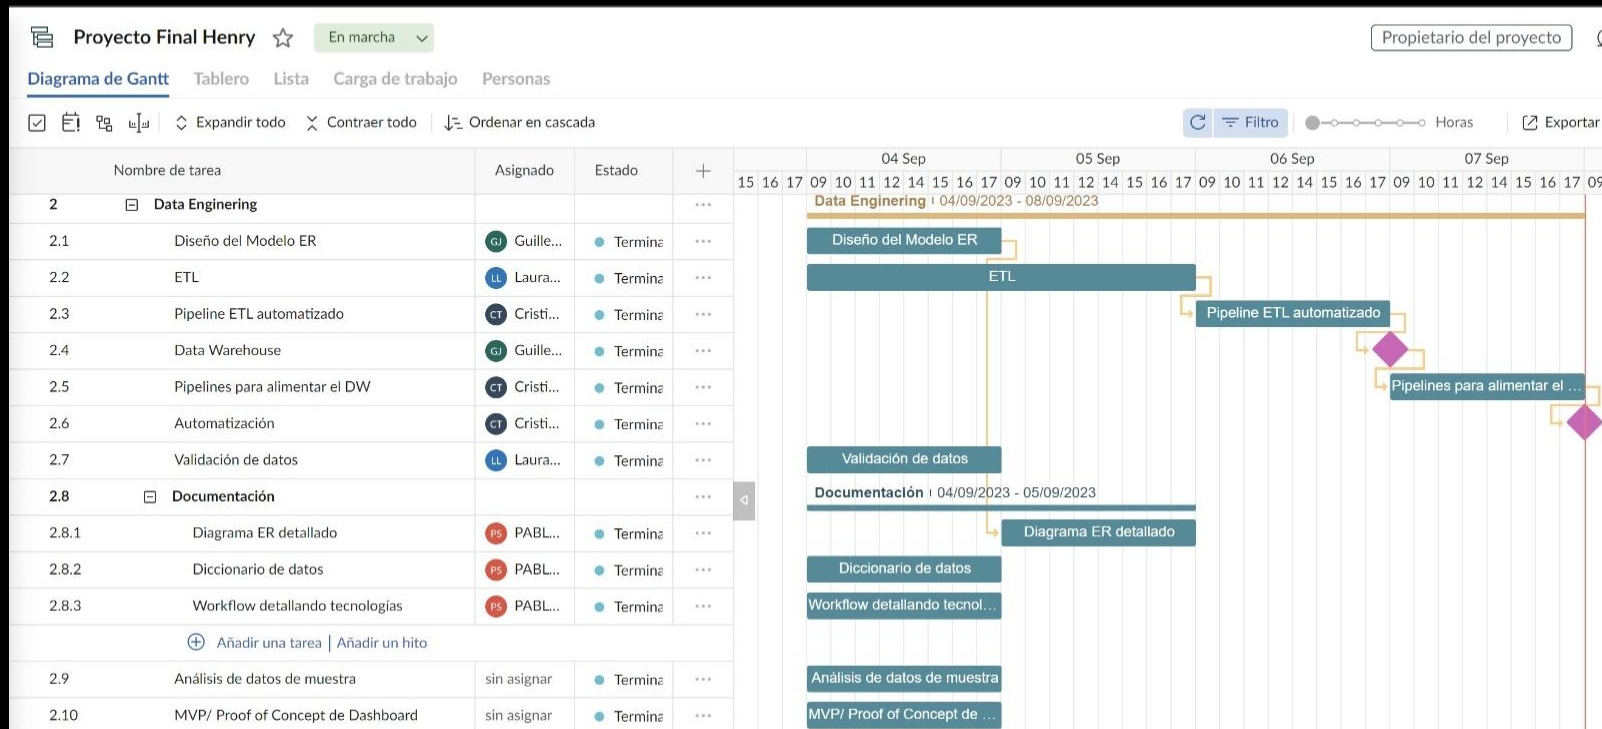 Proyecto Final Henry En marcha Propietario del proyecto
Diagrama de Gantt Tablero Lista Carga de trabajo Personas
Expandir todo Contraer todo Ordenar en cascada Filtro Horas Exportar
Nombre de tarea Asignado Estado
04 Sep 05 Sep 06 Sep 07 Sep
15 16 17 09 10 11 12 14 15 16 17 09 10 11 12 14 15 16 17 09 10 11 12 14 15 16 17 09 10 11 12 14 15 16 17 09
2 Data Enginering ... Data Enginering 04/09/2023 - 08/09/2023
2.1 Diseño del Modelo ER GJ Guille... Termina ... Diseño del Modelo ER
2.2 ETL LL Laura... Termina ... ETL
2.3 Pipeline ETL automatizado CT Cristi... Termina ... Pipeline ETL automatizado
2.4 Data Warehouse GJ Guille... Termina ...
2.5 Pipelines para alimentar el DW CT Cristi... Termina ... Pipelines para alimentar el ...
2.6 Automatización CT Cristi... Termina ...
2.7 Validación de datos LL Laura... Termina ... Validación de datos
2.8 Documentación ... Documentación 04/09/2023 - 05/09/2023
2.8.1 Diagrama ER detallado PS PABL... Termina ... Diagrama ER detallado
2.8.2 Diccionario de datos PS PABL... Termina ... Diccionario de datos
2.8.3 Workflow detallando tecnologías PS PABL... Termina ... Workflow detallando tecnol...
Añadir una tarea | Añadir un hito
2.9 Análisis de datos de muestra sin asignar Termina ... Análisis de datos de muestra
2.10 MVP/ Proof of Concept de Dashboard sin asignar Termina ... MVP/ Proof of Concept de ...